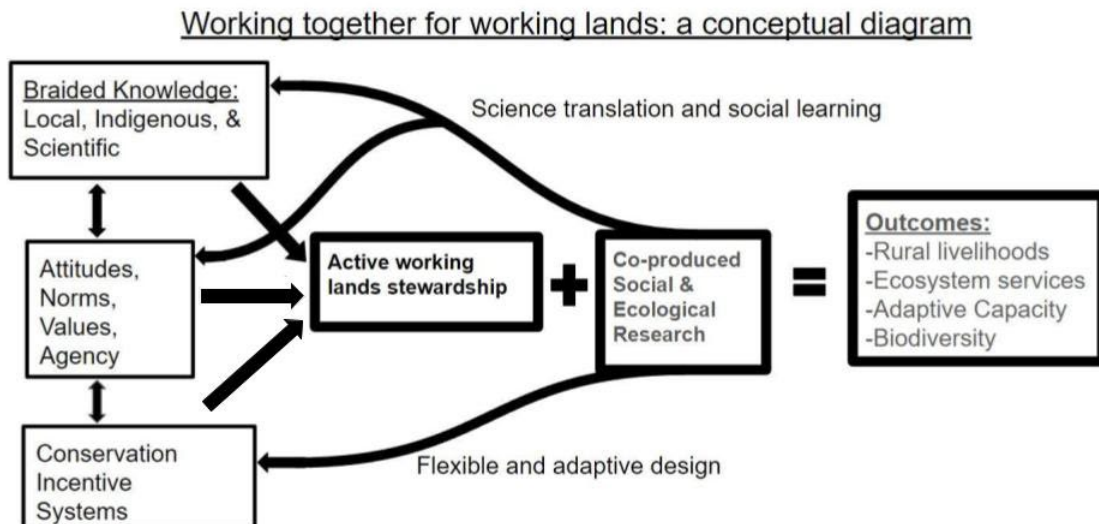 Working together for working lands: a conceptual diagram
Braided Knowledge:
Local, Indigenous, &
Scientific
Science translation and social learning
Attitudes,
Norms,
Values,
Agency
Active working
lands stewardship
+
Co-produced
Social &
Ecological
Research
=
Outcomes:
-Rural livelihoods
-Ecosystem services
-Adaptive Capacity
-Biodiversity
Conservation
Incentive
Systems
Flexible and adaptive design